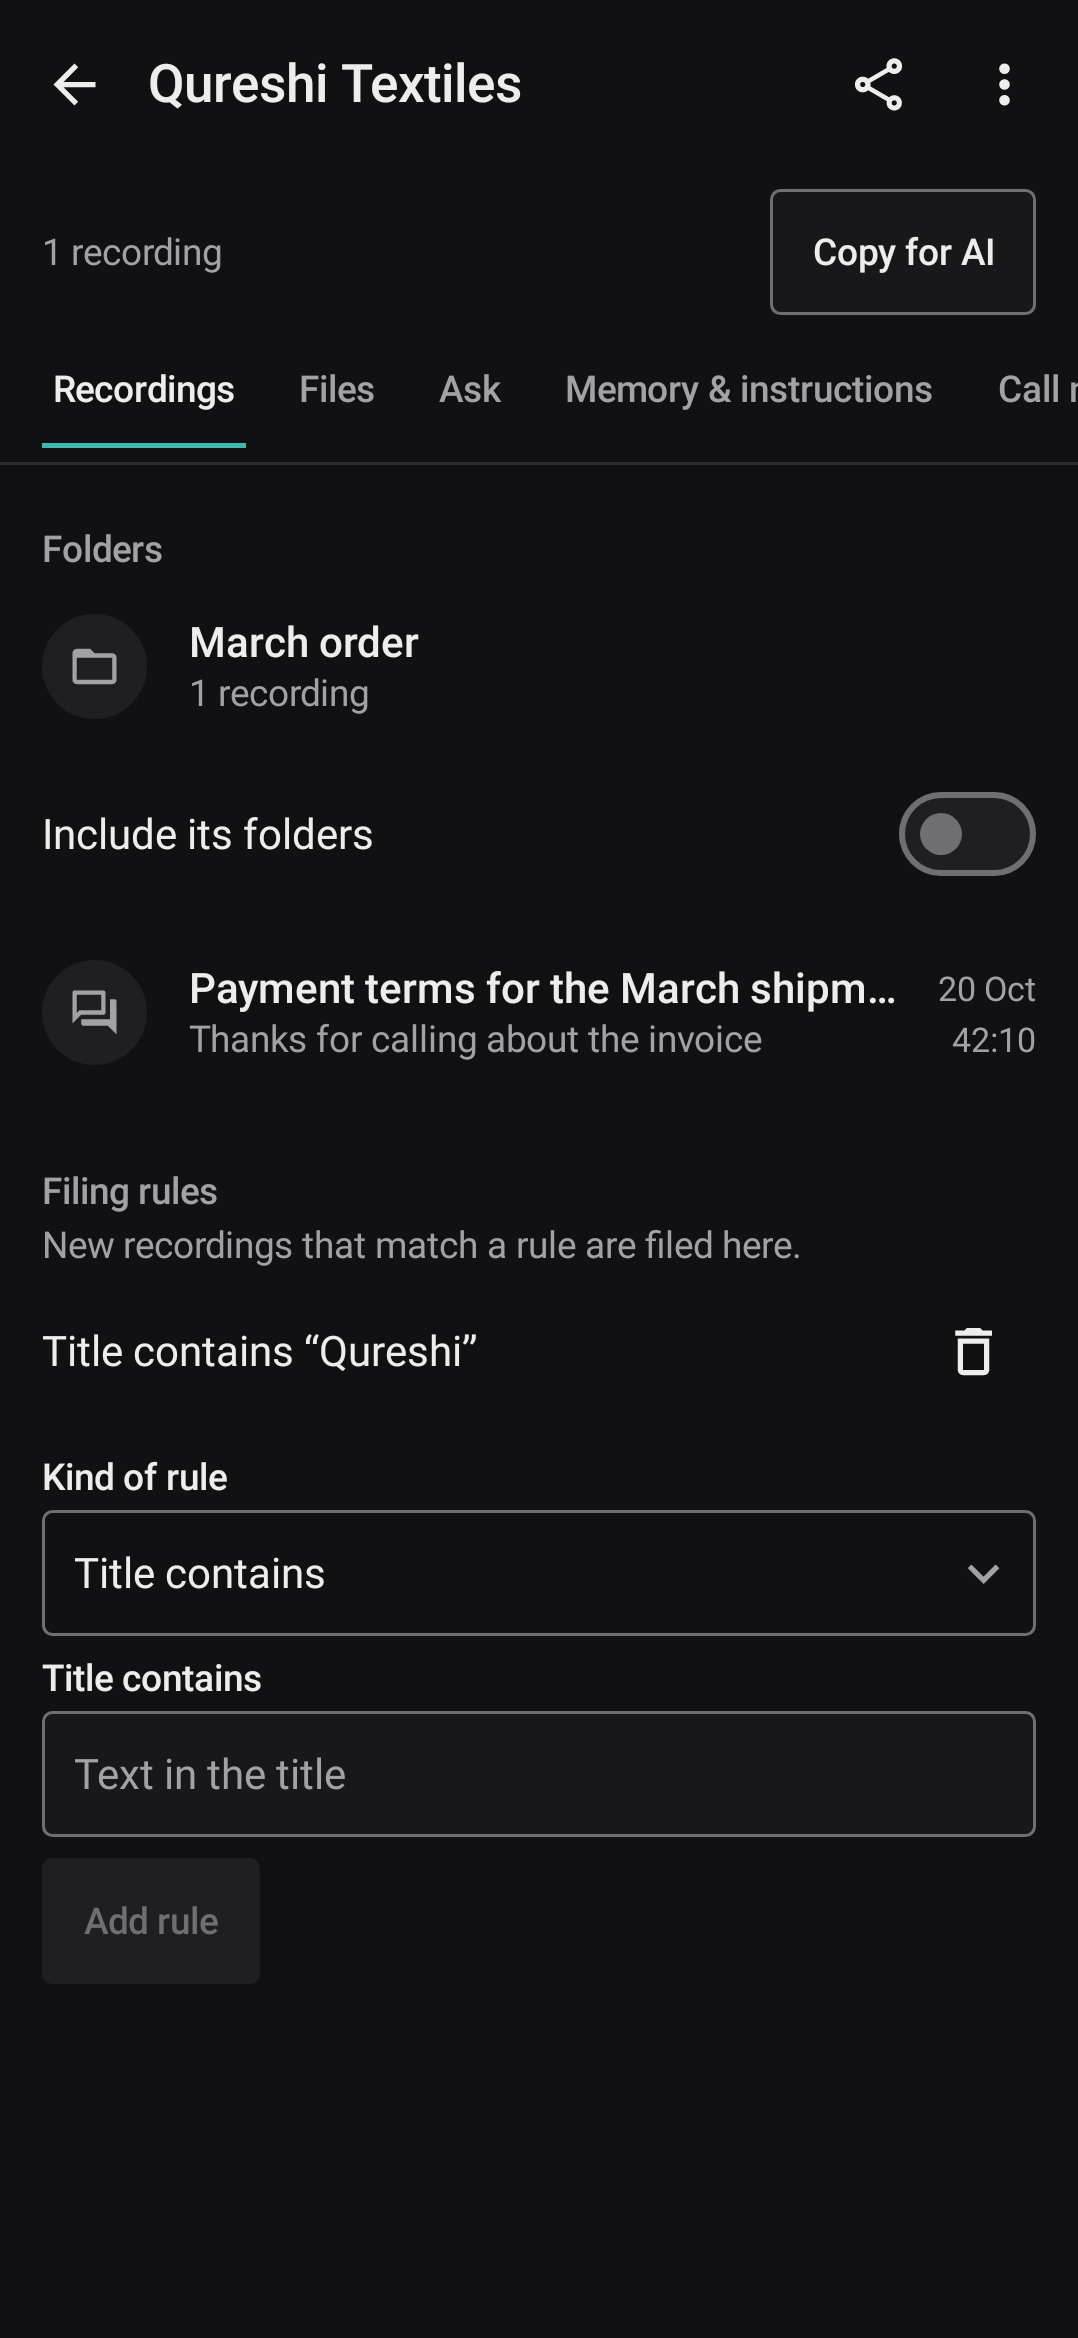 Qureshi Textiles
1 recording
Copy for AI
Recordings Files Ask Memory & instructions Call
Folders
March order
1 recording
Include its folders
Payment terms for the March shipm… 20 Oct
Thanks for calling about the invoice 42:10
Filing rules
New recordings that match a rule are filed here.
Title contains “Qureshi”
Kind of rule
Title contains
Title contains
Text in the title
Add rule